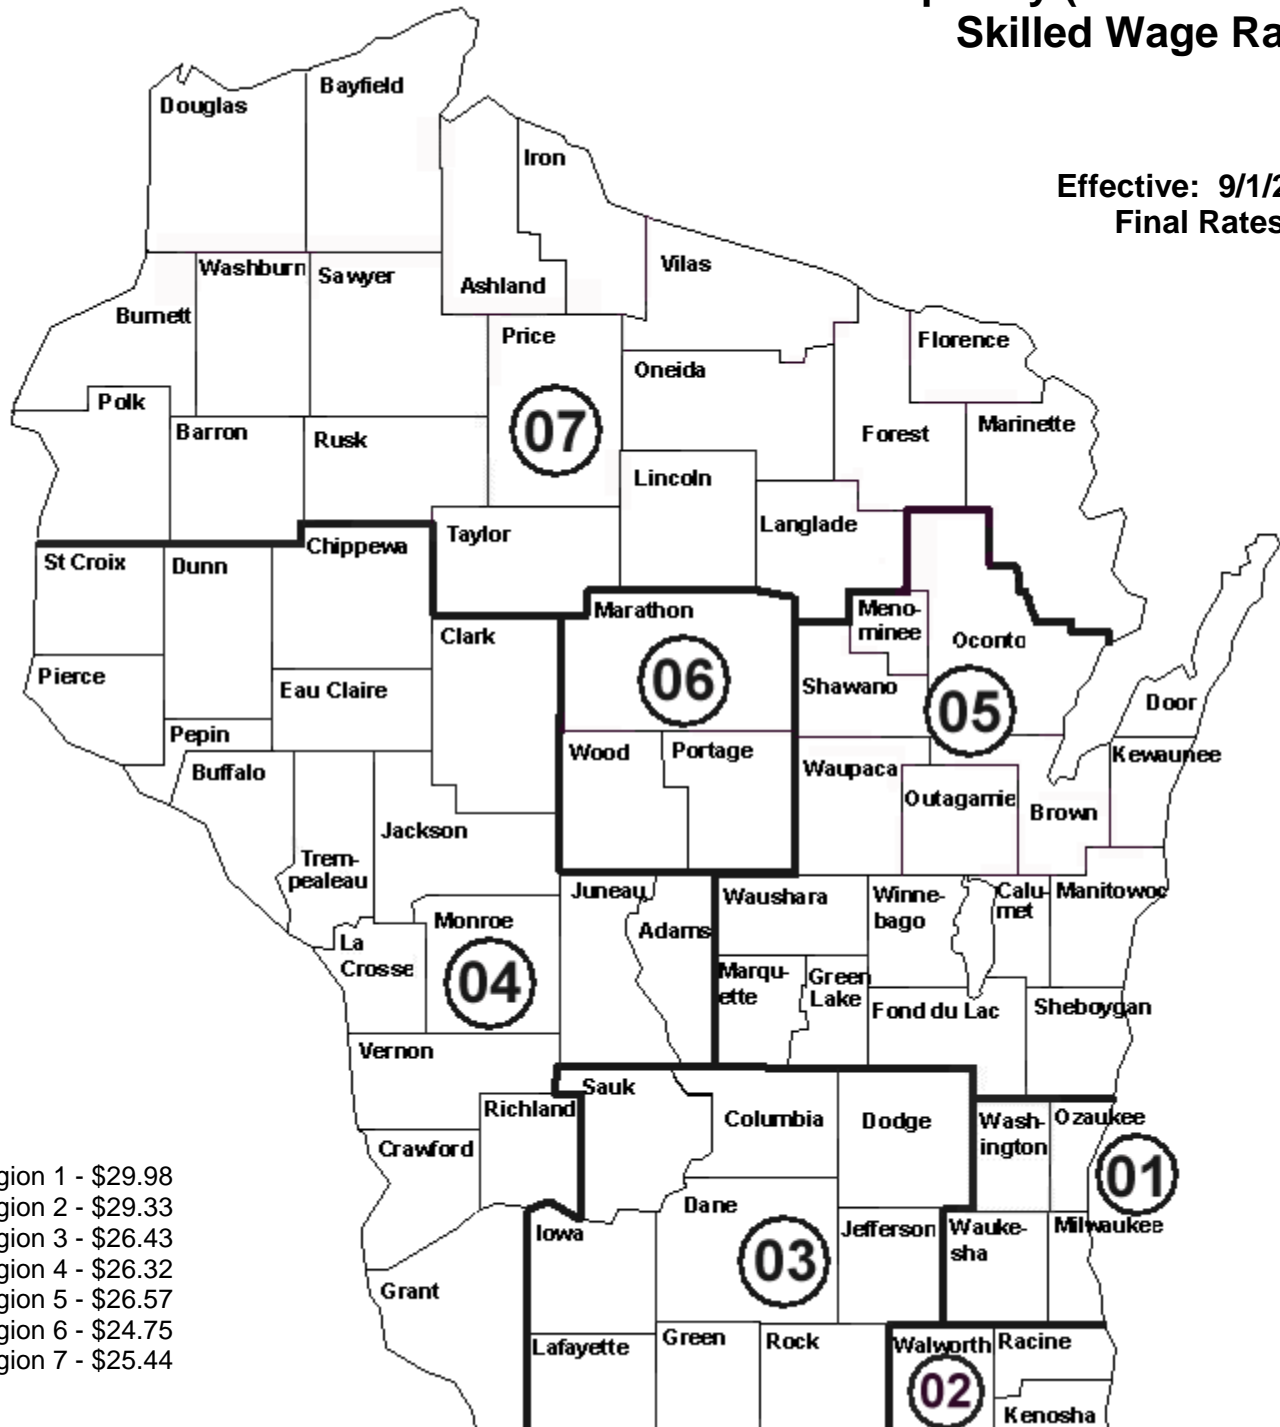 Skilled Wage Ra
Effective: 9/1/2
Final Rates
Douglas
Bayfield
Iron
Vilas
Washburn
Sawyer
Ashland
Burnett
Price
Florence
Oneida
Polk
07
Barron
Rusk
Forest
Marinette
Lincoln
Langlade
Taylor
Chippewa
St Croix
Dunn
Marathon
Meno-
minee
Clark
Oconto
06
Pierce
Eau Claire
Shawano
05
Door
Pepin
Wood
Portage
Kewaunee
Buffalo
Waupaca
Outagamie
Brown
Jackson
Trem-
pealeau
Juneau
Waushara
Winne-
bago
Calu-
met
Manitowoc
Monroe
Adams
La
Crosse
04
Marqu-
ette
Green
Lake
Fond du Lac
Sheboygan
Vernon
Sauk
Richland
Columbia
Dodge
Wash-
ington
Ozaukee
Crawford
01
Dane
Iowa
Jefferson
Wauke-
sha
Milwaukee
03
Grant
Lafayette
Green
Rock
Walworth
Racine
02
Kenosha
gion 1 - $29.98
gion 2 - $29.33
gion 3 - $26.43
gion 4 - $26.32
gion 5 - $26.57
gion 6 - $24.75
gion 7 - $25.44